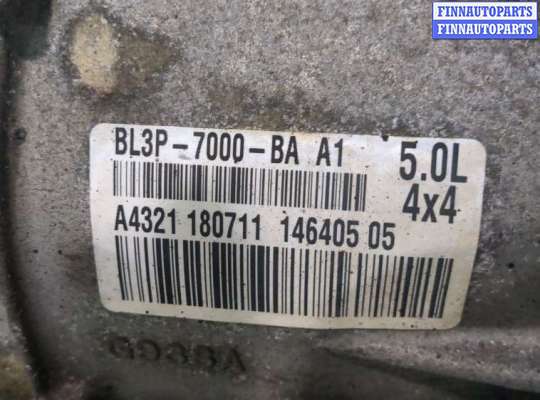 FINNAUTOPARTS
FINNAUTOPARTS
BL3P-7000-BA A1
5.0L
4x4
A4321 180711 146405 05